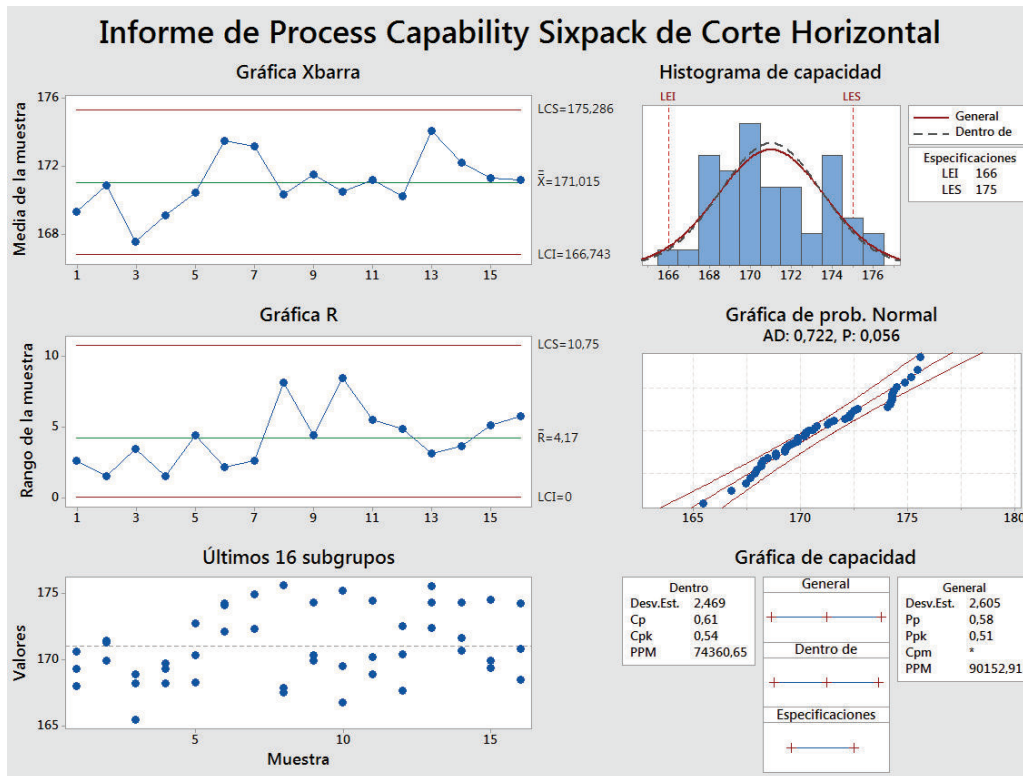 Informe de Process Capability Sixpack de Corte Horizontal
Gráfica Xbarra
Media de la muestra
176
172
168
1 3 5 7 9 11 13 15
LCS=175,286
X=171,015
LCI=166,743
Histograma de capacidad
LEI LES
166 168 170 172 174 176
General
Dentro de
Especificaciones
LEI 166
LES 175
Gráfica R
Rango de la muestra
10
5
0
1 3 5 7 9 11 13 15
LCS=10,75
R=4,17
LCI=0
Gráfica de prob. Normal
AD: 0,722, P: 0,056
165 170 175 180
Últimos 16 subgrupos
Valores
175
170
165
5 10 15
Muestra
Gráfica de capacidad
Dentro
Desv.Est. 2,469
Cp 0,61
Cpk 0,54
PPM 74360,65
General
Dentro de
Especificaciones
General
Desv.Est. 2,605
Pp 0,58
Ppk 0,51
Cpm *
PPM 90152,91